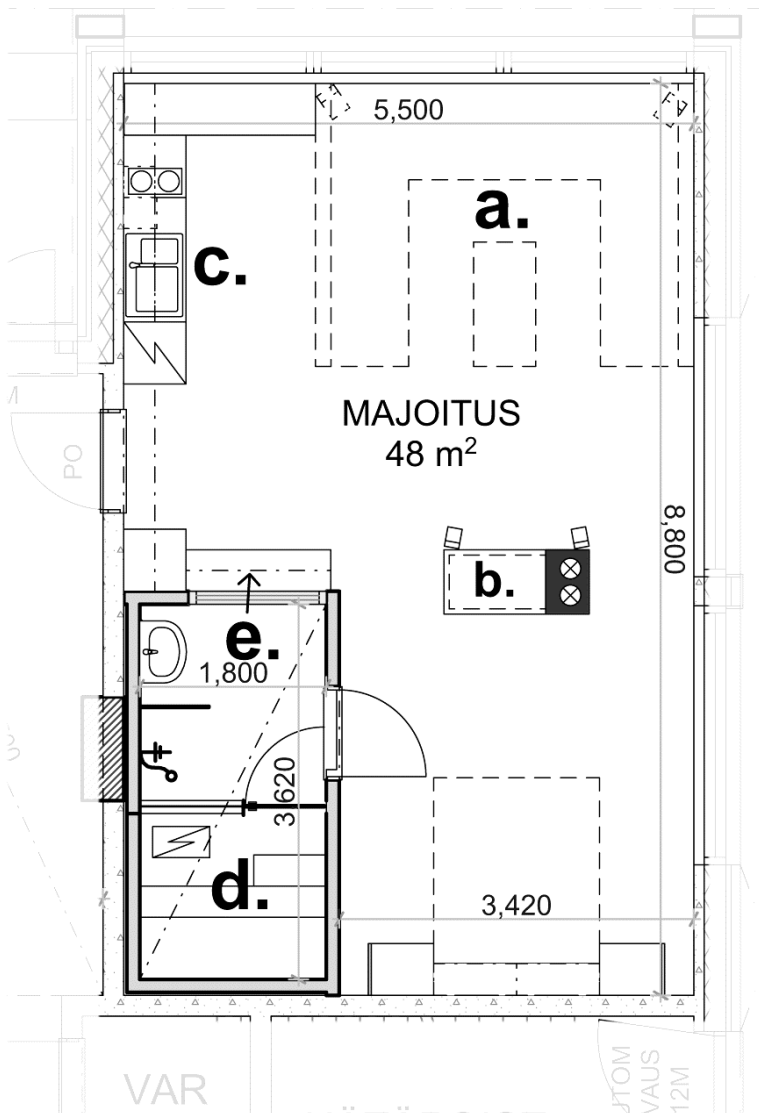 5,500
a.
c.
MAJOITUS
48 m²
PO
8,800
b.
e.
1,800
3,620
d.
3,420
VAR